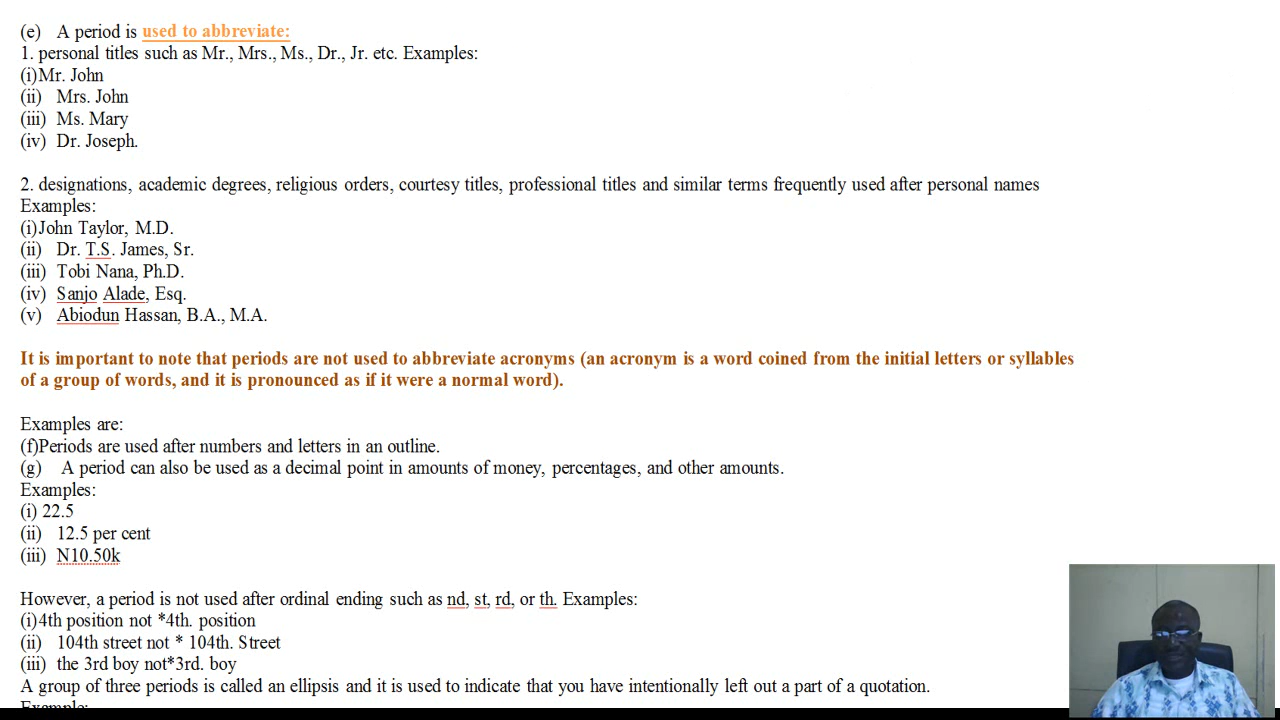 (e) A period is used to abbreviate:
1. personal titles such as Mr., Mrs., Ms., Dr., Jr. etc. Examples:
(i)Mr. John
(ii) Mrs. John
(iii) Ms. Mary
(iv) Dr. Joseph.
2. designations, academic degrees, religious orders, courtesy titles, professional titles and similar terms frequently used after personal names
Examples:
(i)John Taylor, M.D.
(ii) Dr. T.S. James, Sr.
(iii) Tobi Nana, Ph.D.
(iv) Sanjo Alade, Esq.
(v) Abiodun Hassan, B.A., M.A.
It is important to note that periods are not used to abbreviate acronyms (an acronym is a word coined from the initial letters or syllables
of a group of words, and it is pronounced as if it were a normal word).
Examples are:
(f)Periods are used after numbers and letters in an outline.
(g) A period can also be used as a decimal point in amounts of money, percentages, and other amounts.
Examples:
(i) 22.5
(ii) 12.5 per cent
(iii) N10.50k
However, a period is not used after ordinal ending such as nd, st, rd, or th. Examples:
(i)4th position not *4th. position
(ii) 104th street not * 104th. Street
(iii) the 3rd boy not*3rd. boy
A group of three periods is called an ellipsis and it is used to indicate that you have intentionally left out a part of a quotation.
Example: